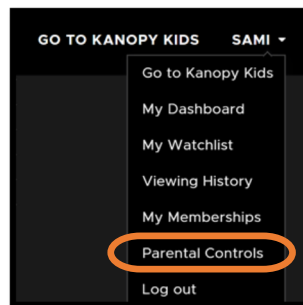 GO TO KANOPY KIDS SAMI
Go to Kanopy Kids
My Dashboard
My Watchlist
Viewing History
My Memberships
Parental Controls
Log out